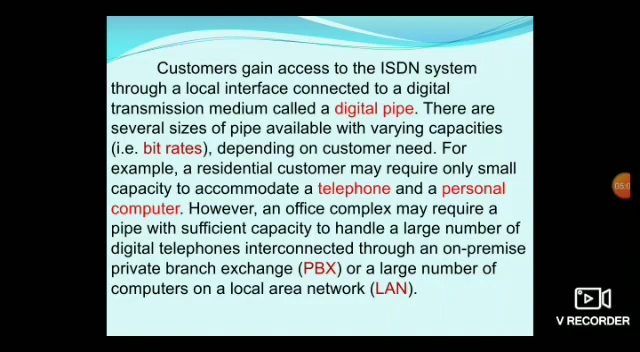 Customers gain access to the ISDN system
through a local interface connected to a digital
transmission medium called a digital pipe. There are
several sizes of pipe available with varying capacities
(i.e. bit rates), depending on customer need. For
example, a residential customer may require only small
capacity to accommodate a telephone and a personal
computer. However, an office complex may require a
pipe with sufficient capacity to handle a large number of
digital telephones interconnected through an on-premise
private branch exchange (PBX) or a large number of
computers on a local area network (LAN).
V RECORDER